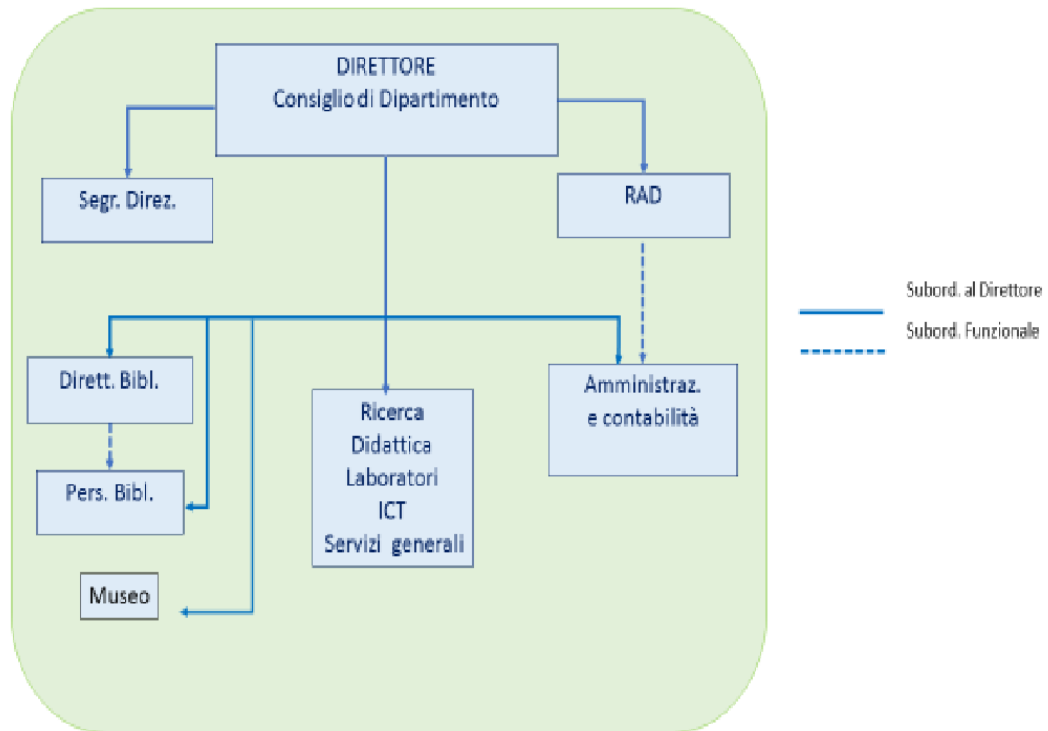 DIRETTORE
Consiglio di Dipartimento
Segr. Direz.
RAD
Subord. al Direttore
Subord. Funzionale
Dirett. Bibl.
Pers. Bibl.
Museo
Ricerca
Didattica
Laboratori
ICT
Servizi generali
Amministraz.
e contabilità